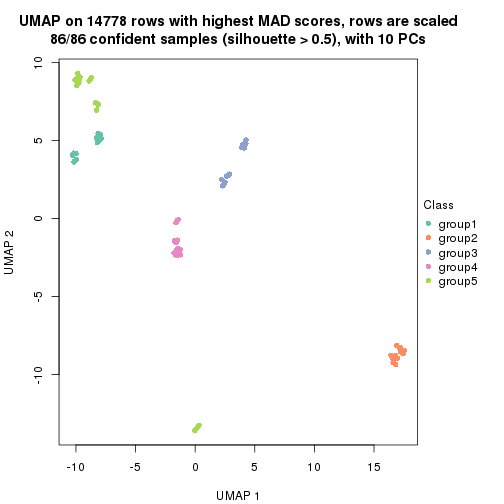 UMAP on 14778 rows with highest MAD scores, rows are scaled
86/86 confident samples (silhouette > 0.5), with 10 PCs
10
5
0
-5
-10
UMAP 2
-10
-5
0
5
10
15
UMAP 1
Class
group1
group2
group3
group4
group5